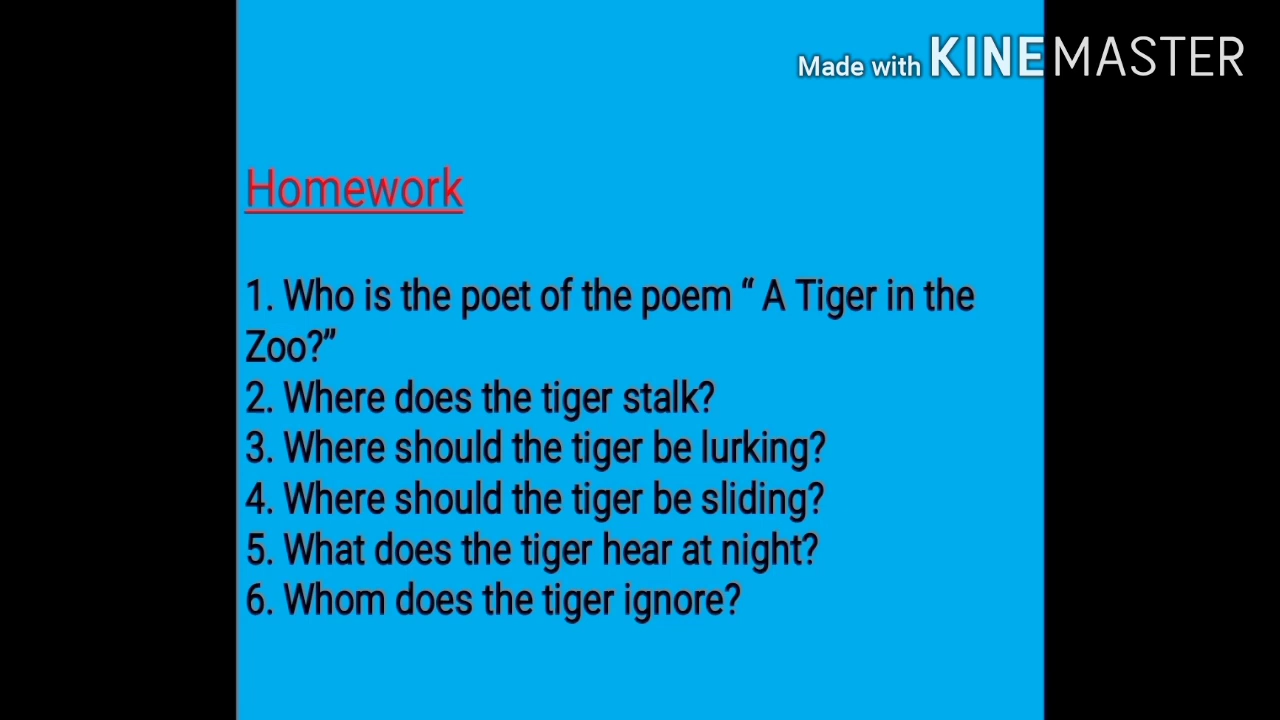 Made with KINEMASTER
Homework
1. Who is the poet of the poem “ A Tiger in the
Zoo?”
2. Where does the tiger stalk?
3. Where should the tiger be lurking?
4. Where should the tiger be sliding?
5. What does the tiger hear at night?
6. Whom does the tiger ignore?